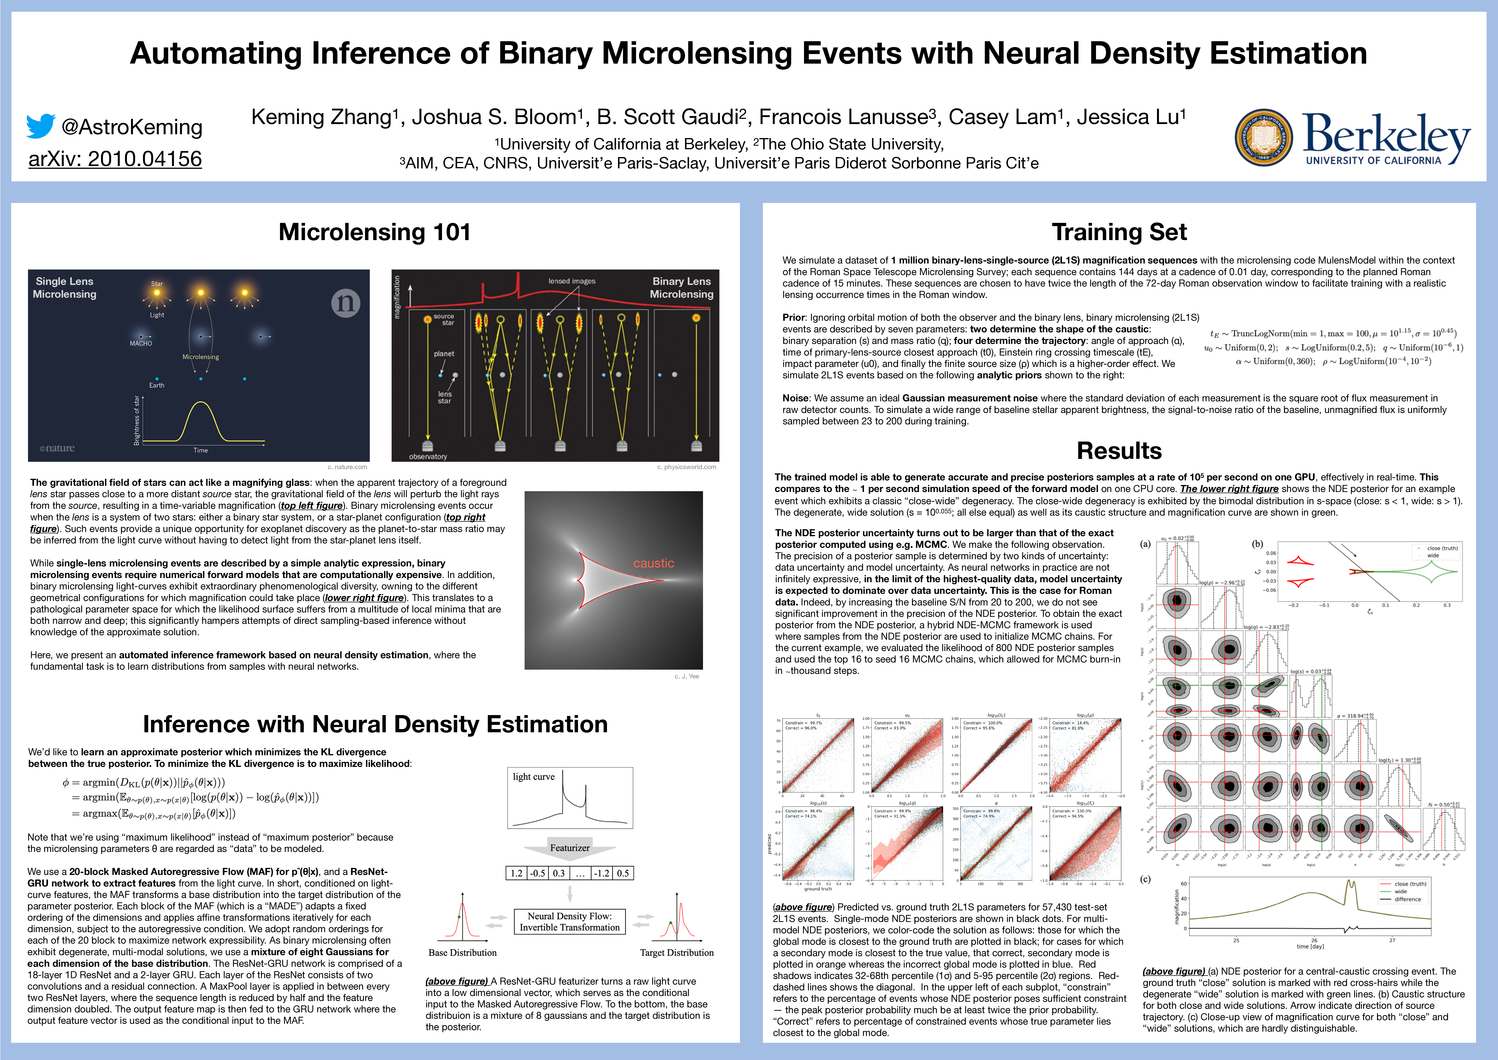 Automating Inference of Binary Microlensing Events with Neural Density Estimation
@AstroKeming
arXiv: 2010.04156
Keming Zhang¹, Joshua S. Bloom¹, B. Scott Gaudi², Francois Lanusse³, Casey Lam¹, Jessica Lu¹
¹University of California at Berkeley, ²The Ohio State University,
³AIM, CEA, CNRS, Universit’e Paris-Saclay, Universit’e Paris Diderot Sorbonne Paris Cit’e
Berkeley
UNIVERSITY OF CALIFORNIA
Microlensing 101
Single Lens
Microlensing
Star
Light
MACHO
Microlensing
Earth
Brightness of star
Time
©nature
n
c. nature.com
magnification
lensed images
Binary Lens
Microlensing
source
star
planet
lens
star
observatory
c. physicsworld.com
The gravitational field of stars can act like a magnifying glass: when the apparent trajectory of a foreground
lens star passes close to a more distant source star, the gravitational field of the lens will perturb the light rays
from the source, resulting in a time-variable magnification (top left figure). Binary microlensing events occur
when the lens is a system of two stars: either a binary star system, or a star-planet configuration (top right
figure). Such events provide a unique opportunity for exoplanet discovery as the planet-to-star mass ratio may
be inferred from the light curve without having to detect light from the star-planet lens itself.
While single-lens microlensing events are described by a simple analytic expression, binary
microlensing events require numerical forward models that are computationally expensive. In addition,
binary microlensing light-curves exhibit extraordinary phenomenological diversity, owning to the different
geometrical configurations for which magnification could take place (lower right figure). This translates to a
pathological parameter space for which the likelihood surface suffers from a multitude of local minima that are
both narrow and deep; this significantly hampers attempts of direct sampling-based inference without
knowledge of the approximate solution.
Here, we present an automated inference framework based on neural density estimation, where the
fundamental task is to learn distributions from samples with neural networks.
caustic
c. J. Yee
Inference with Neural Density Estimation
We’d like to learn an approximate posterior which minimizes the KL divergence
between the true posterior. To minimize the KL divergence is to maximize likelihood:
ϕ = argmin(D_KL(p(θ|x)||p̂_ϕ(θ|x)))
= argmin(𝔼_θ∼p(θ),x∼p(x|θ)[log(p(θ|x)) − log(p̂_ϕ(θ|x))])
= argmax(𝔼_θ∼p(θ),x∼p(x|θ)[p̂_ϕ(θ|x)])
Note that we’re using “maximum likelihood” instead of “maximum posterior” because
the microlensing parameters θ are regarded as “data” to be modeled.
We use a 20-block Masked Autoregressive Flow (MAF) for pˆ(θ|x), and a ResNet-
GRU network to extract features from the light curve. In short, conditioned on light-
curve features, the MAF transforms a base distribution into the target distribution of the
parameter posterior. Each block of the MAF (which is a “MADE”) adapts a fixed
ordering of the dimensions and applies affine transformations iteratively for each
dimension, subject to the autoregressive condition. We adopt random orderings for
each of the 20 block to maximize network expressibility. As binary microlensing often
exhibit degenerate, multi-modal solutions, we use a mixture of eight Gaussians for
each dimension of the base distribution. The ResNet-GRU network is comprised of a
18-layer 1D ResNet and a 2-layer GRU. Each layer of the ResNet consists of two
convolutions and a residual connection. A MaxPool layer is applied in between every
two ResNet layers, where the sequence length is reduced by half and the feature
dimension doubled. The output feature map is then fed to the GRU network where the
output feature vector is used as the conditional input to the MAF.
light curve
Featurizer
1.2 -0.5 0.3 … -1.2 0.5
Neural Density Flow:
Invertible Transformation
Base Distribution
Target Distribution
(above figure) A ResNet-GRU featurizer turns a raw light curve
into a low dimensional vector, which serves as the conditional
input to the Masked Autoregressive Flow. To the bottom, the base
distribuion is a mixture of 8 gaussians and the target distribution is
the posterior.
Training Set
We simulate a dataset of 1 million binary-lens-single-source (2L1S) magnification sequences with the microlensing code MulensModel within the context
of the Roman Space Telescope Microlensing Survey; each sequence contains 144 days at a cadence of 0.01 day, corresponding to the planned Roman
cadence of 15 minutes. These sequences are chosen to have twice the length of the 72-day Roman observation window to facilitate training with a realistic
lensing occurrence times in the Roman window.
Prior: Ignoring orbital motion of both the observer and the binary lens, binary microlensing (2L1S)
events are described by seven parameters: two determine the shape of the caustic:
binary separation (s) and mass ratio (q); four determine the trajectory: angle of approach (α),
time of primary-lens-source closest approach (t0), Einstein ring crossing timescale (tE),
impact parameter (u0), and finally the finite source size (ρ) which is a higher-order effect. We
simulate 2L1S events based on the following analytic priors shown to the right:
t_E ∼ TruncLogNorm(min = 1, max = 100, μ = 10^1.15, σ = 10^0.45)
u_0 ∼ Uniform(0, 2); s ∼ LogUniform(0.2, 5); q ∼ Uniform(10^−6, 1)
α ∼ Uniform(0, 360); ρ ∼ LogUniform(10^−4, 10^−2)
Noise: We assume an ideal Gaussian measurement noise where the standard deviation of each measurement is the square root of flux measurement in
raw detector counts. To simulate a wide range of baseline stellar apparent brightness, the signal-to-noise ratio of the baseline, unmagnified flux is uniformly
sampled between 23 to 200 during training.
Results
The trained model is able to generate accurate and precise posteriors samples at a rate of 10⁵ per second on one GPU, effectively in real-time. This
compares to the ~ 1 per second simulation speed of the forward model on one CPU core. The lower right figure shows the NDE posterior for an example
event which exhibits a classic “close-wide” degeneracy. The close-wide degeneracy is exhibited by the bimodal distribution in s-space (close: s < 1, wide: s > 1).
The degenerate, wide solution (s = 10^0.055; all else equal) as well as its caustic structure and magnification curve are shown in green.
The NDE posterior uncertainty turns out to be larger than that of the exact
posterior computed using e.g. MCMC. We make the following observation.
The precision of a posterior sample is determined by two kinds of uncertainty:
data uncertainty and model uncertainty. As neural networks in practice are not
infinitely expressive, in the limit of the highest-quality data, model uncertainty
is expected to dominate over data uncertainty. This is the case for Roman
data. Indeed, by increasing the baseline S/N from 20 to 200, we do not see
significant improvement in the precision of the NDE posterior. To obtain the exact
posterior from the NDE posterior, a hybrid NDE-MCMC framework is used
where samples from the NDE posterior are used to initialize MCMC chains. For
the current example, we evaluated the likelihood of 800 NDE posterior samples
and used the top 16 to seed 16 MCMC chains, which allowed for MCMC burn-in
in ~thousand steps.
predicted
ground truth
(above figure) Predicted vs. ground truth 2L1S parameters for 57,430 test-set
2L1S events. Single-mode NDE posteriors are shown in black dots. For multi-
model NDE posteriors, we color-code the solution as follows: those for which the
global mode is closest to the ground truth are plotted in black; for cases for which
a secondary mode is closest to the true value, that correct, secondary mode is
plotted in orange whereas the incorrect global mode is plotted in blue. Red
shadows indicates 32-68th percentile (1σ) and 5-95 percentile (2σ) regions. Red-
dashed lines shows the diagonal. In the upper left of each subplot, “constrain”
refers to the percentage of events whose NDE posterior poses sufficient constraint
— the peak posterior probability much be at least twice the prior probability.
“Correct” refers to percentage of constrained events whose true parameter lies
closest to the global mode.
(a)
(b)
close (truth)
wide
(c)
close (truth)
wide
difference
magnification
60
40
20
0
25 26 27
time [day]
(above figure) (a) NDE posterior for a central-caustic crossing event. The
ground truth “close” solution is marked with red cross-hairs while the
degenerate “wide” solution is marked with green lines. (b) Caustic structure
for both close and wide solutions. Arrow indicate direction of source
trajectory. (c) Close-up view of magnification curve for both “close” and
“wide” solutions, which are hardly distinguishable.